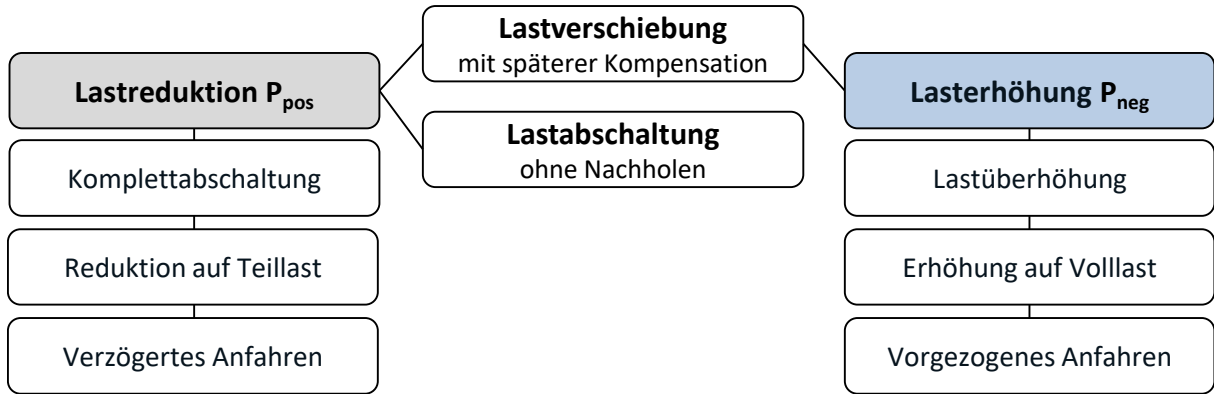 Lastverschiebung
mit späterer Kompensation
Lastreduktion Ppos
Lasterhöhung Pneg
Lastabschaltung
ohne Nachholen
Komplettabschaltung
Lastüberhöhung
Reduktion auf Teillast
Erhöhung auf Volllast
Verzögertes Anfahren
Vorgezogenes Anfahren